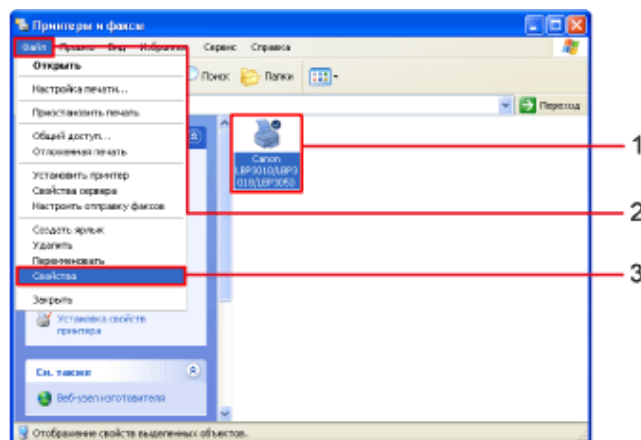 Принтеры и факсы
Файл Правка Вид Избранное Сервис Справка
Открыть
Поиск Папки
Настройка печати...
Приостановить печать
Переход
Общий доступ...
Отложенная печать
1
Canon
LBP3010/LBP3
018/LBP3050
Установить принтер
Свойства сервера
Настроить отправку факсов
2
Создать ярлык
Удалить
Переименовать
Свойства
3
Закрыть
Установка свойств
принтера
См. также
Веб-узел изготовителя
Отображение свойств выделенных объектов.